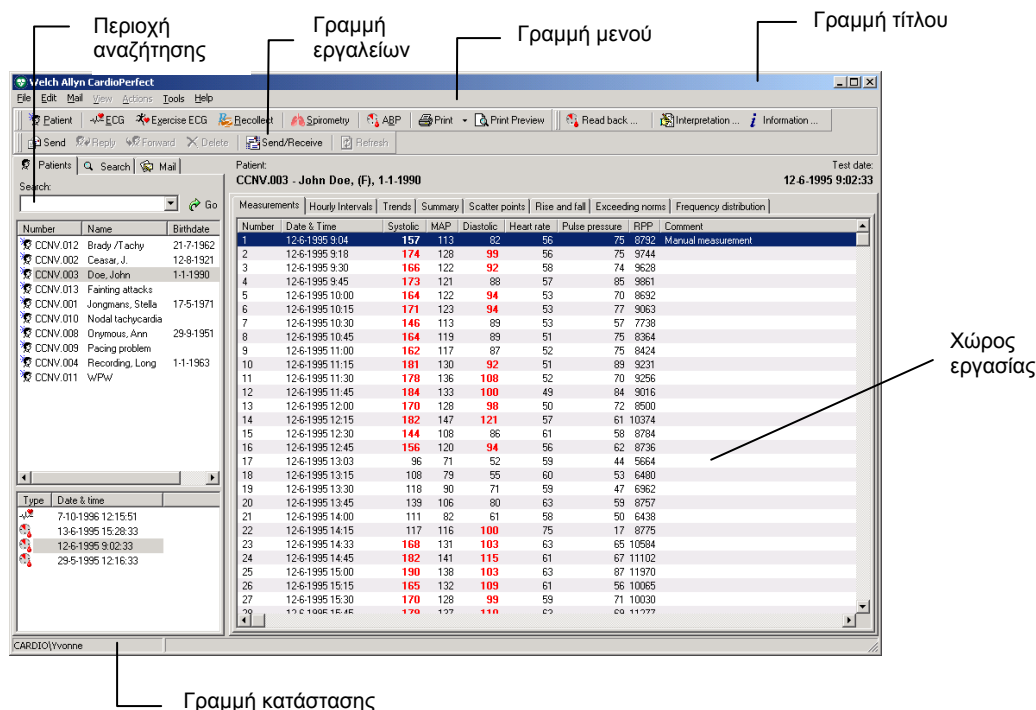 Περιοχή
αναζήτησης
Γραμμή
εργαλείων
Γραμμή μενού
Γραμμή τίτλου
Welch Allyn CardioPerfect
File Edit Mail View Actions Tools Help
Patient ECG Exercise ECG Recollect Spirometry ABP Print Print Preview Read back ... Interpretation ... Information ...
Send Reply Forward Delete Send/Receive Refresh
Patients Search Mail
Search:
Go
Number Name Birthdate
CCNV.012 Brady /Tachy 21-7-1962
CCNV.002 Ceasar, J. 12-8-1921
CCNV.003 Doe, John 1-1-1990
CCNV.013 Fainting attacks
CCNV.001 Jongmans, Stella 17-5-1971
CCNV.010 Nodal tachycardia
CCNV.008 Onymous, Ann 29-9-1951
CCNV.009 Pacing problem
CCNV.004 Recording, Long 1-1-1963
CCNV.011 WPW
Type Date & time
7-10-1996 12:15:51
13-6-1995 15:28:33
12-6-1995 9:02:33
29-5-1995 12:16:33
Patient: Test date:
CCNV.003 - John Doe, (F), 1-1-1990 12-6-1995 9:02:33
Measurements Hourly Intervals Trends Summary Scatter points Rise and fall Exceeding norms Frequency distribution
Number Date & Time Systolic MAP Diastolic Heart rate Pulse pressure RPP Comment
1 12-6-1995 9:04 157 113 82 56 75 8792 Manual measurement
2 12-6-1995 9:18 174 128 99 56 75 9744
3 12-6-1995 9:30 166 122 92 58 74 9628
4 12-6-1995 9:45 173 121 88 57 85 9861
5 12-6-1995 10:00 164 122 94 53 70 8692
6 12-6-1995 10:15 171 123 94 53 77 9063
7 12-6-1995 10:30 146 113 89 53 57 7738
8 12-6-1995 10:45 164 119 89 51 75 8364
9 12-6-1995 11:00 162 117 87 52 75 8424
10 12-6-1995 11:15 181 130 92 51 89 9231
11 12-6-1995 11:30 178 136 108 52 70 9256
12 12-6-1995 11:45 184 133 100 49 84 9016
13 12-6-1995 12:00 170 128 98 50 72 8500
14 12-6-1995 12:15 182 147 121 57 61 10374
15 12-6-1995 12:30 144 108 86 61 58 8784
16 12-6-1995 12:45 156 120 94 56 62 8736
17 12-6-1995 13:03 96 71 52 59 44 5664
18 12-6-1995 13:15 108 79 55 60 53 6480
19 12-6-1995 13:30 118 90 71 59 47 6962
20 12-6-1995 13:45 139 106 80 63 59 8757
21 12-6-1995 14:00 111 82 61 58 50 6438
22 12-6-1995 14:15 117 116 100 75 17 8775
23 12-6-1995 14:33 168 131 103 63 65 10584
24 12-6-1995 14:45 182 141 115 61 67 11102
25 12-6-1995 15:00 190 138 103 63 87 11970
26 12-6-1995 15:15 165 132 109 61 56 10065
27 12-6-1995 15:30 170 128 99 59 71 10030
28 12-6-1995 15:45 179 137 110 63 69 11277
Χώρος
εργασίας
CARDIO\Yvonne
Γραμμή κατάστασης